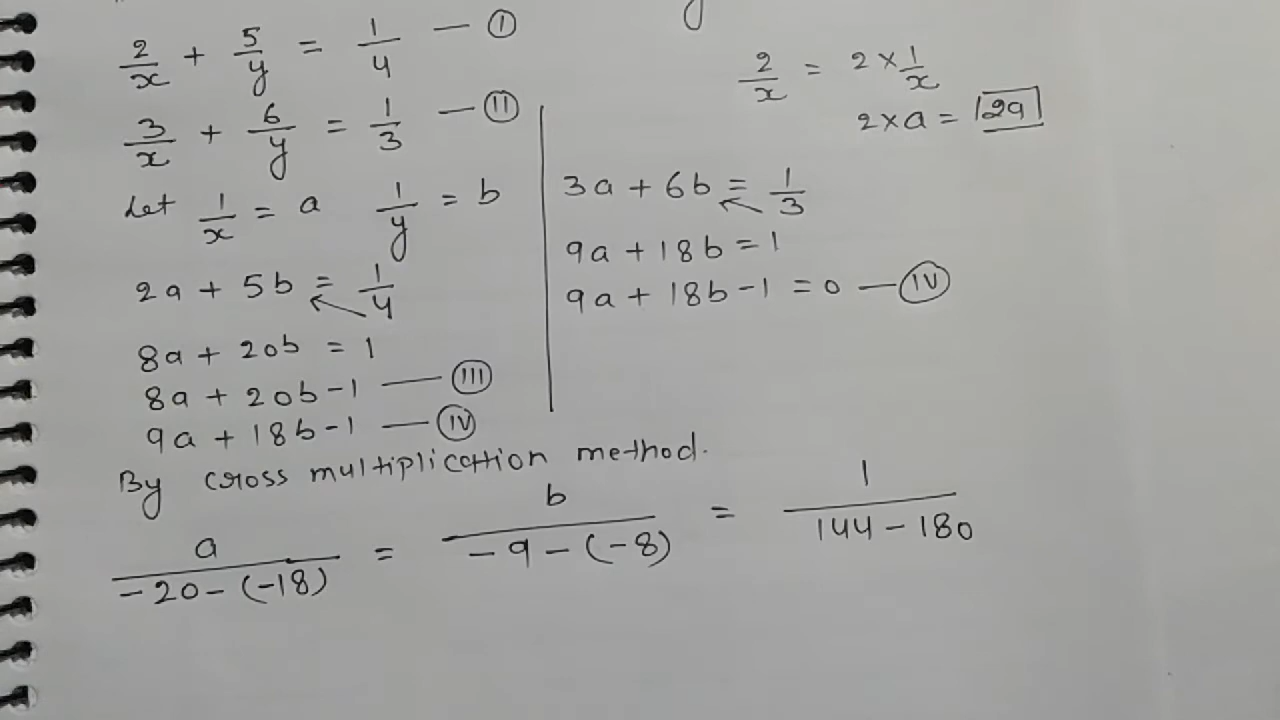 2/x + 5/y = 1/4 — (I)
3/x + 6/y = 1/3 — (II)
Let 1/x = a 1/y = b
2a + 5b = 1/4
8a + 20b = 1
8a + 20b - 1 — (III)
9a + 18b - 1 — (IV)
2/x = 2 × 1/x
2 × a = 2a
3a + 6b = 1/3
9a + 18b = 1
9a + 18b - 1 = 0 — (IV)
By cross multiplication method.
a/(-20-(-18)) = b/(-9-(-8)) = 1/(144-180)